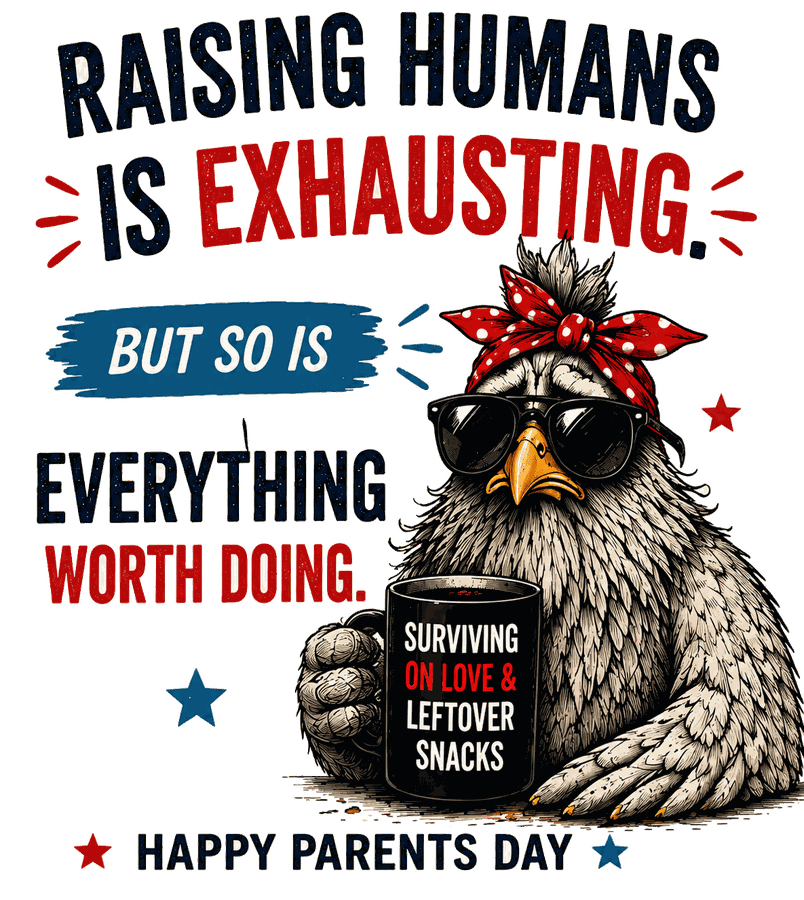 RAISING HUMANS
IS EXHAUSTING.
BUT SO IS
EVERYTHING
WORTH DOING.
SURVIVING
ON LOVE &
LEFTOVER
SNACKS
HAPPY PARENTS DAY